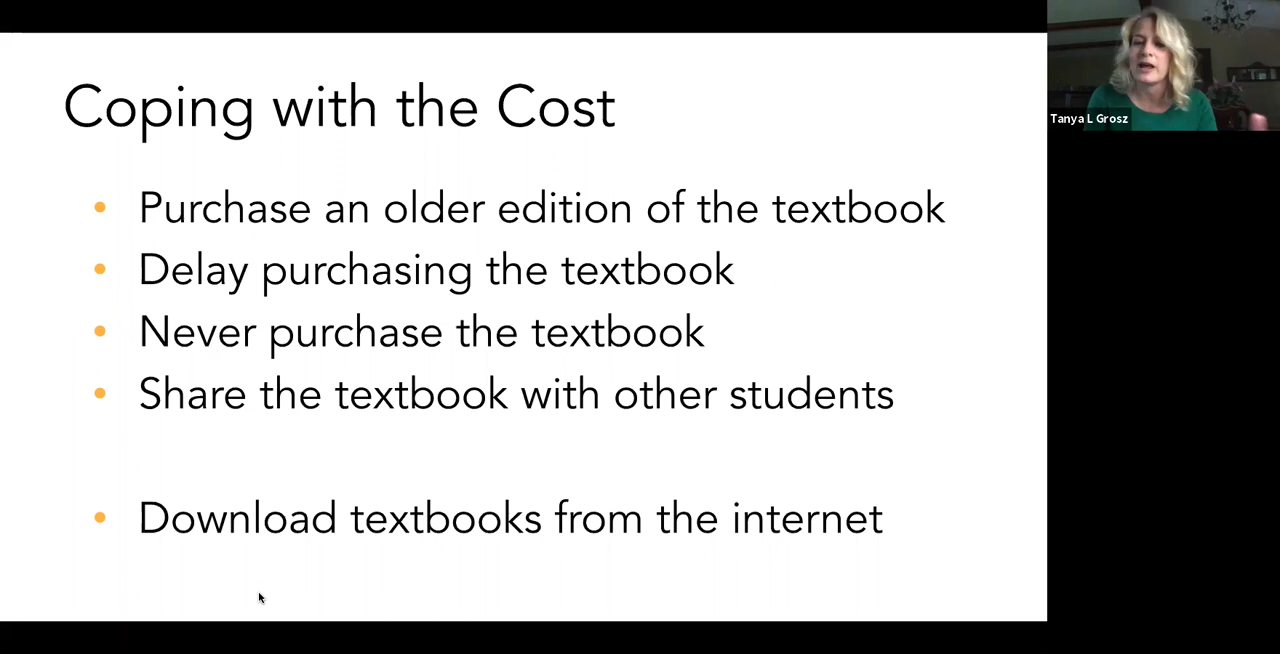 Coping with the Cost
• Purchase an older edition of the textbook
• Delay purchasing the textbook
• Never purchase the textbook
• Share the textbook with other students
• Download textbooks from the internet
Tanya L Grosz